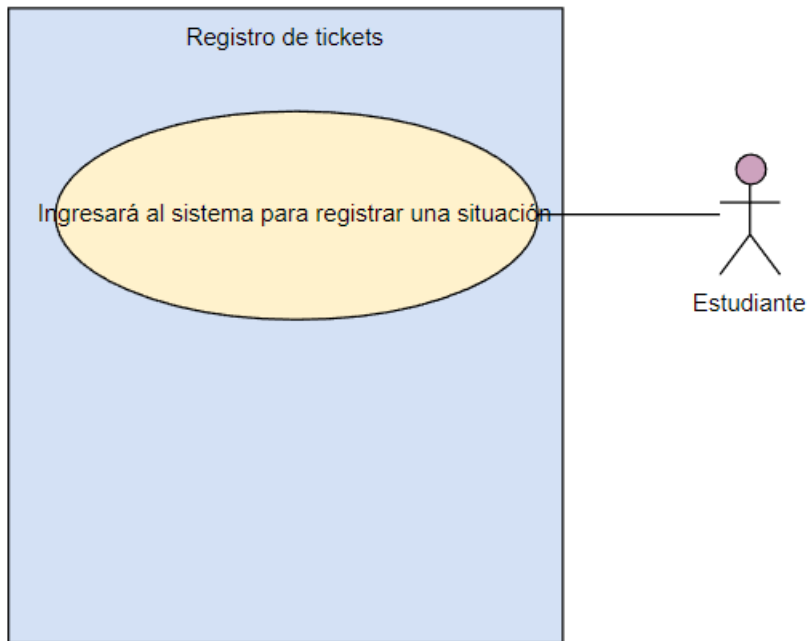 Registro de tickets
Ingresará al sistema para registrar una situación
Estudiante